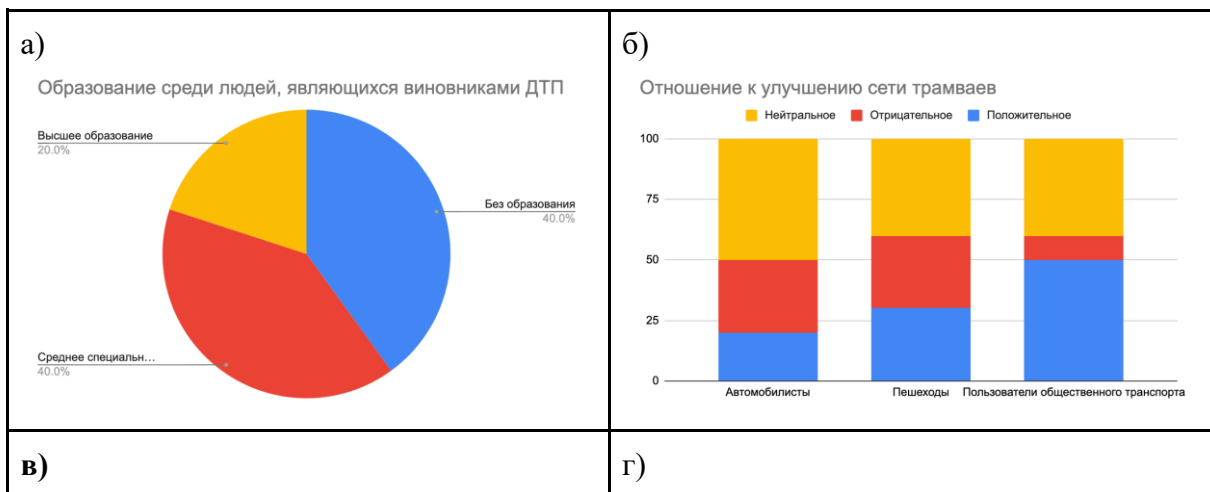 а)
Образование среди людей, являющихся виновниками ДТП
Высшее образование
20.0%
Без образования
40.0%
Среднее специальн...
40.0%
б)
Отношение к улучшению сети трамваев
Нейтральное Отрицательное Положительное
100
75
50
25
0
Автомобилисты Пешеходы Пользователи общественного транспорта
в)
г)